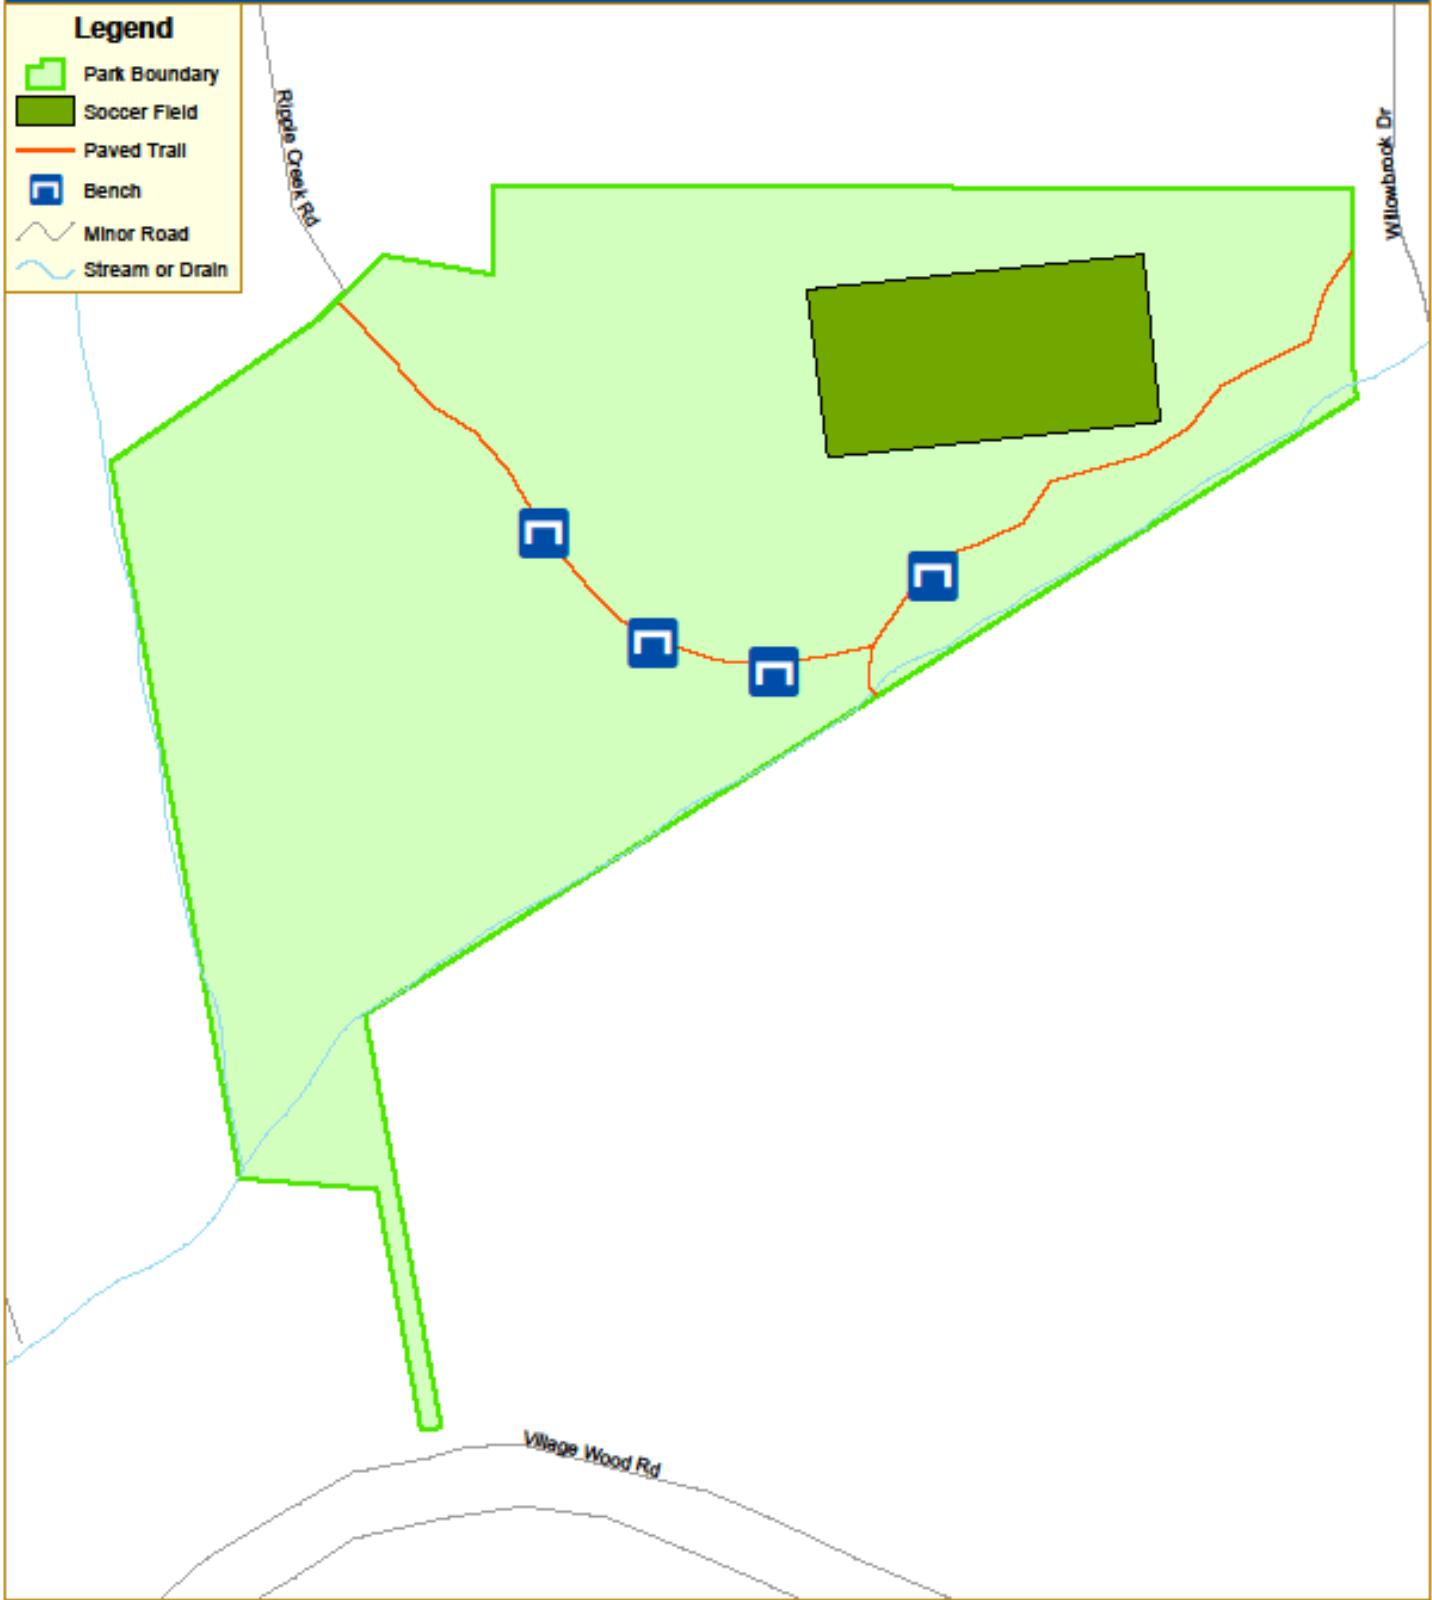 Legend
Park Boundary
Soccer Field
Paved Trail
Bench
Minor Road
Stream or Drain
Ripple Creek Rd
Willowbrook Dr
Village Wood Rd